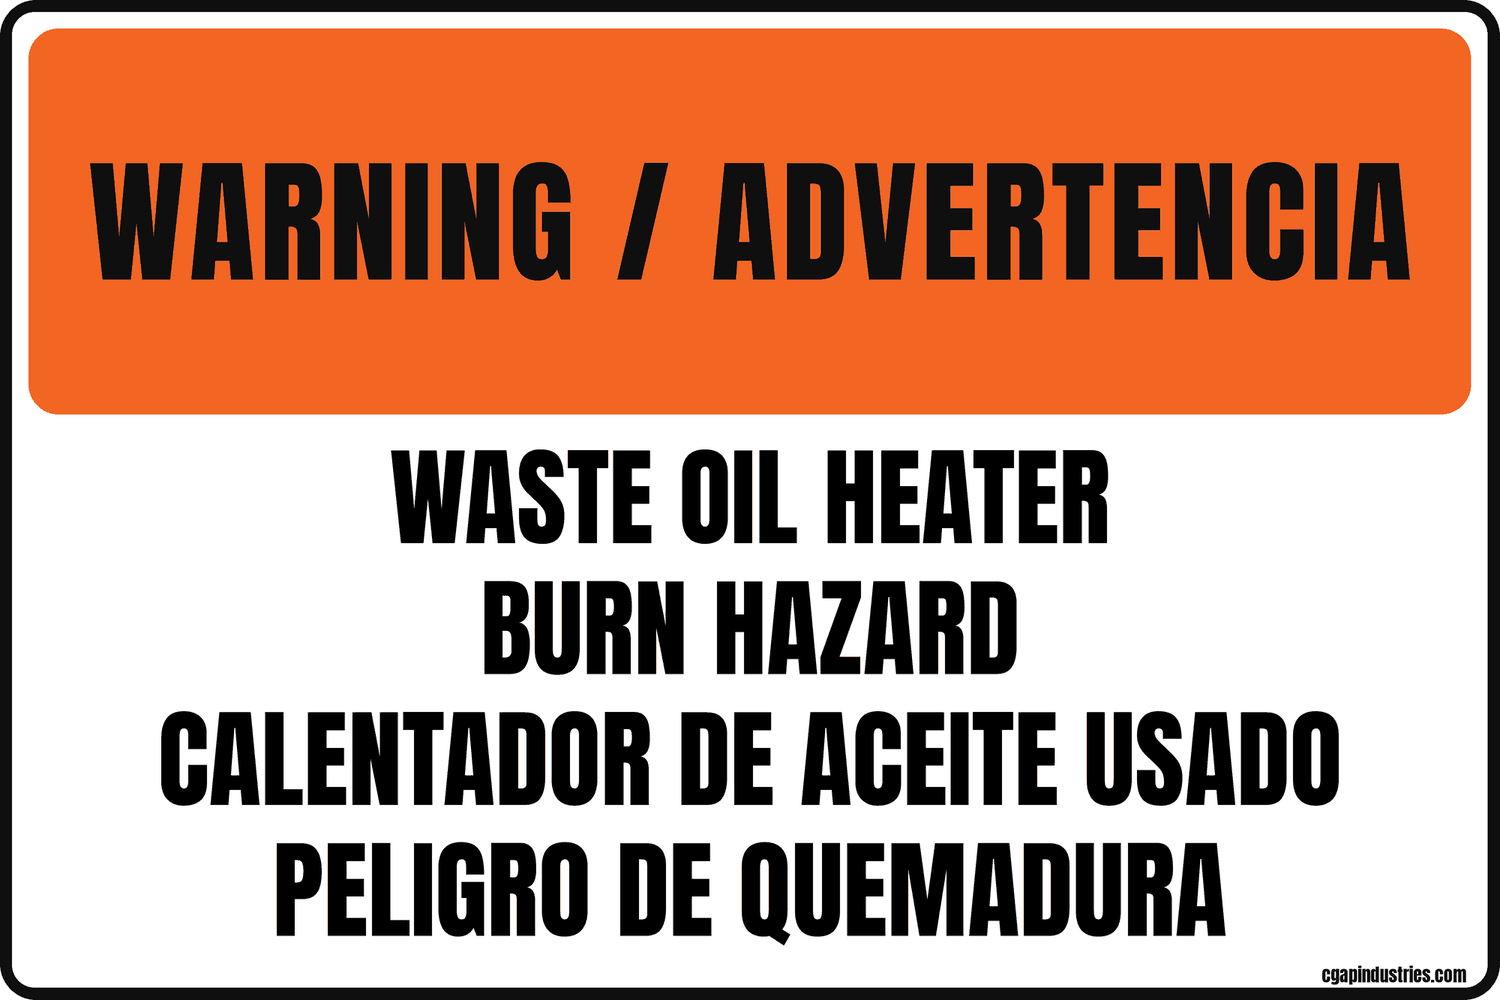 WARNING / ADVERTENCIA
WASTE OIL HEATER
BURN HAZARD
CALENTADOR DE ACEITE USADO
PELIGRO DE QUEMADURA
cgapindustries.com